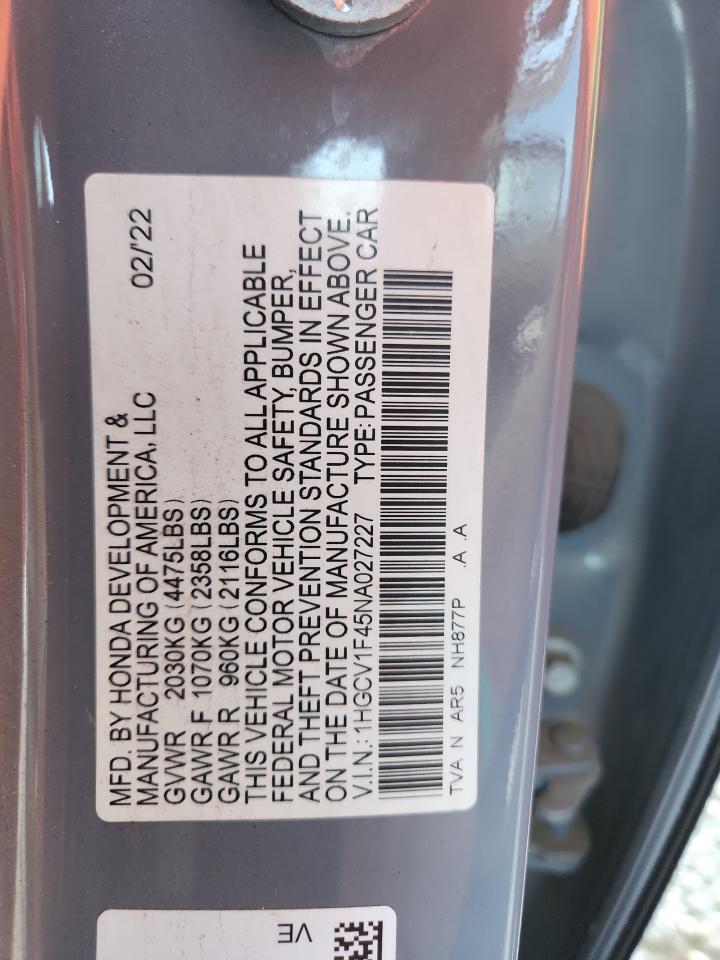 MFD. BY HONDA DEVELOPMENT &
MANUFACTURING OF AMERICA, LLC 02/'22
GVWR 2030KG (4475LBS)
GAWR F 1070KG (2358LBS)
GAWR R 960KG (2116LBS)
THIS VEHICLE CONFORMS TO ALL APPLICABLE
FEDERAL MOTOR VEHICLE SAFETY, BUMPER,
AND THEFT PREVENTION STANDARDS IN EFFECT
ON THE DATE OF MANUFACTURE SHOWN ABOVE.
V.I.N.: 1HGCV1F45NA027227 TYPE: PASSENGER CAR
TVA N AR5 NH877P .A .A
VE